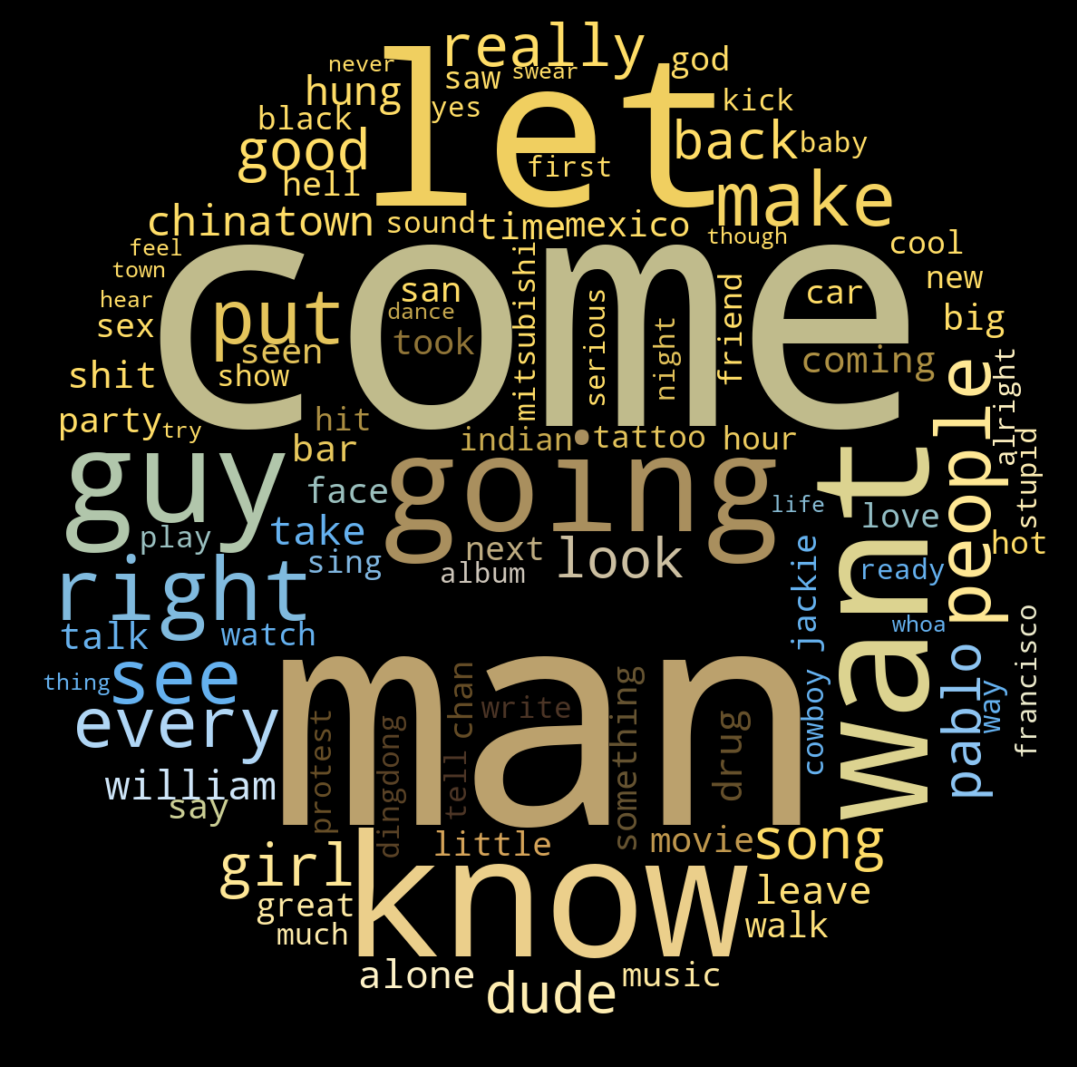 never
really
god
hung
saw
swear
let
yes
kick
black
good
back
baby
hell
first
make
chinatown
sound
time
mexico
though
cool
feel
town
come
hear
sex
put
san
dance
took
seen
show
mitsubishi
serious
night
friend
car
new
big
coming
shit
party
try
hit
bar
indian
tattoo
hour
people
alright
guy
going
want
stupid
face
life
love
play
take
next
look
hot
right
sing
album
ready
talk
watch
jackie
whoa
thing
see
man
cowboy
pablo
way
francisco
every
protest
dingdong
tell
chan
write
something
drug
william
say
little
movie
song
girl
know
leave
great
much
walk
alone
dude
music